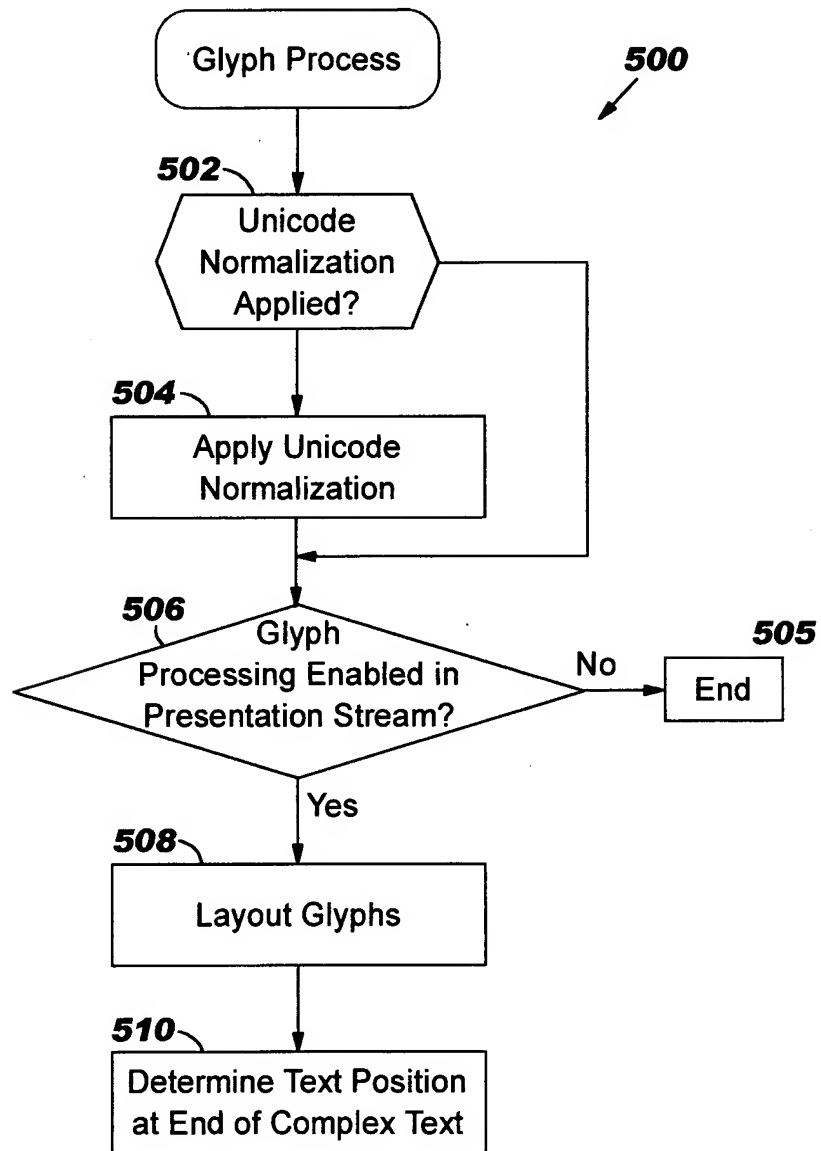 Glyph Process
500
502
Unicode
Normalization
Applied?
504
Apply Unicode
Normalization
506
Glyph
Processing Enabled in
Presentation Stream?
No
505
End
Yes
508
Layout Glyphs
510
Determine Text Position
at End of Complex Text